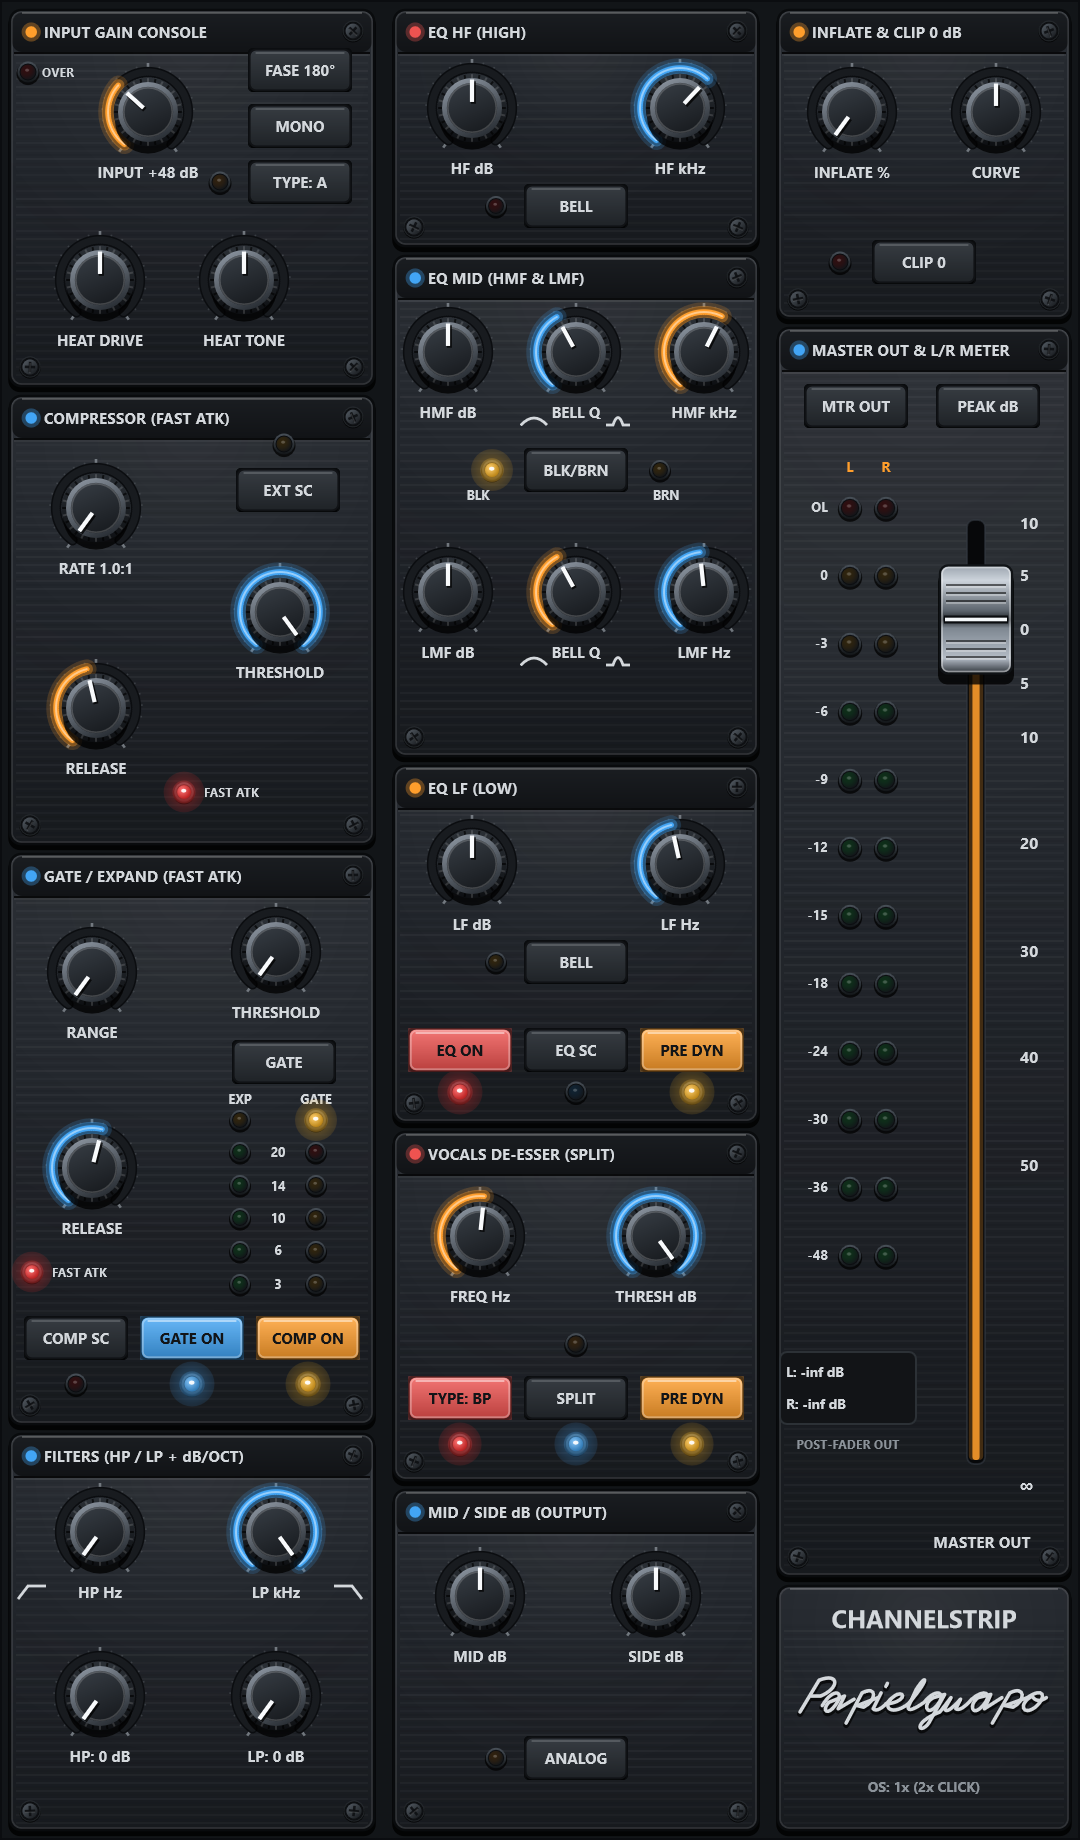 INPUT GAIN CONSOLE
OVER
FASE 180°
MONO
INPUT +48 dB
TYPE: A
HEAT DRIVE
HEAT TONE
COMPRESSOR (FAST ATK)
EXT SC
RATE 1.0:1
THRESHOLD
RELEASE
FAST ATK
GATE / EXPAND (FAST ATK)
RANGE
THRESHOLD
GATE
EXP
GATE
20
14
10
6
3
RELEASE
FAST ATK
COMP SC
GATE ON
COMP ON
FILTERS (HP / LP + dB/OCT)
HP Hz
LP kHz
HP: 0 dB
LP: 0 dB
EQ HF (HIGH)
HF dB
HF kHz
BELL
EQ MID (HMF & LMF)
HMF dB
BELL Q
HMF kHz
BLK/BRN
BLK
BRN
LMF dB
BELL Q
LMF Hz
EQ LF (LOW)
LF dB
LF Hz
BELL
EQ ON
EQ SC
PRE DYN
VOCALS DE-ESSER (SPLIT)
FREQ Hz
THRESH dB
TYPE: BP
SPLIT
PRE DYN
MID / SIDE dB (OUTPUT)
MID dB
SIDE dB
ANALOG
INFLATE & CLIP 0 dB
INFLATE %
CURVE
CLIP 0
MASTER OUT & L/R METER
MTR OUT
PEAK dB
L
R
OL
0
-3
-6
-9
-12
-15
-18
-24
-30
-36
-48
10
5
0
5
10
20
30
40
50
∞
L: -inf dB
R: -inf dB
POST-FADER OUT
MASTER OUT
CHANNELSTRIP
Papielguapo
OS: 1x (2x CLICK)